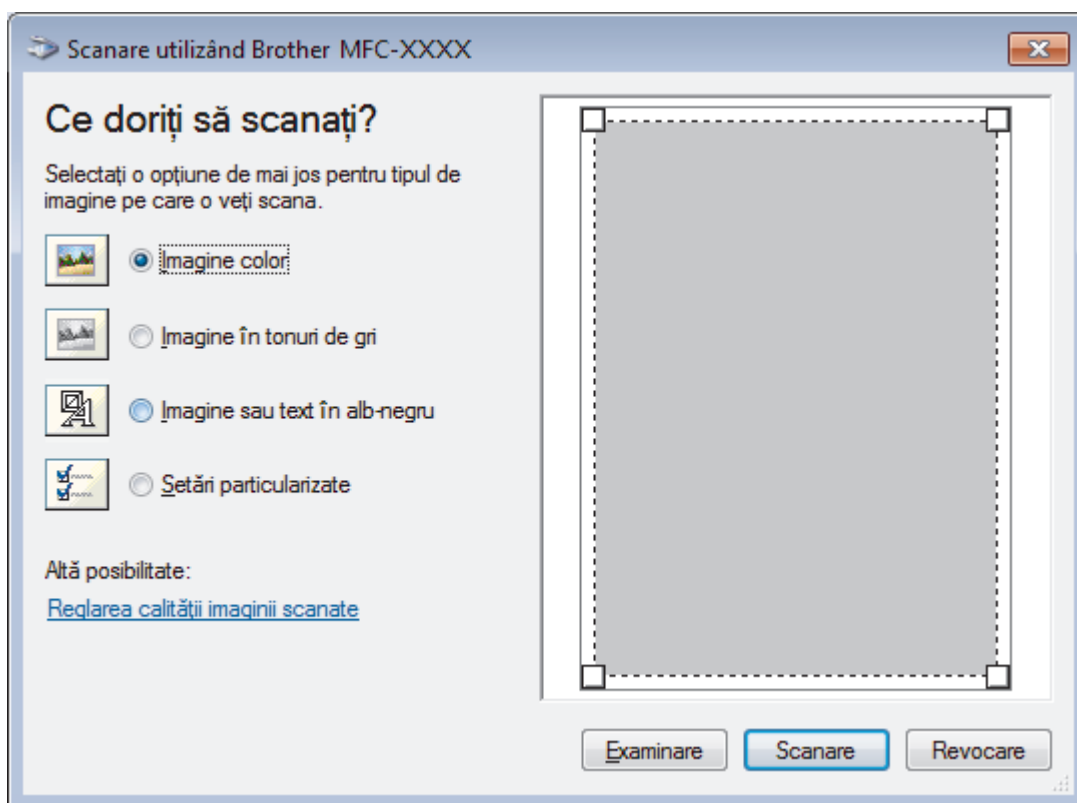 Scanare utilizând Brother MFC-XXXX
Ce doriți să scanați?
Selectați o opțiune de mai jos pentru tipul de
imagine pe care o veți scana.
Imagine color
Imagine în tonuri de gri
Imagine sau text în alb-negru
Setări particularizate
Altă posibilitate:
Reglarea calității imaginii scanate
Examinare Scanare Revocare